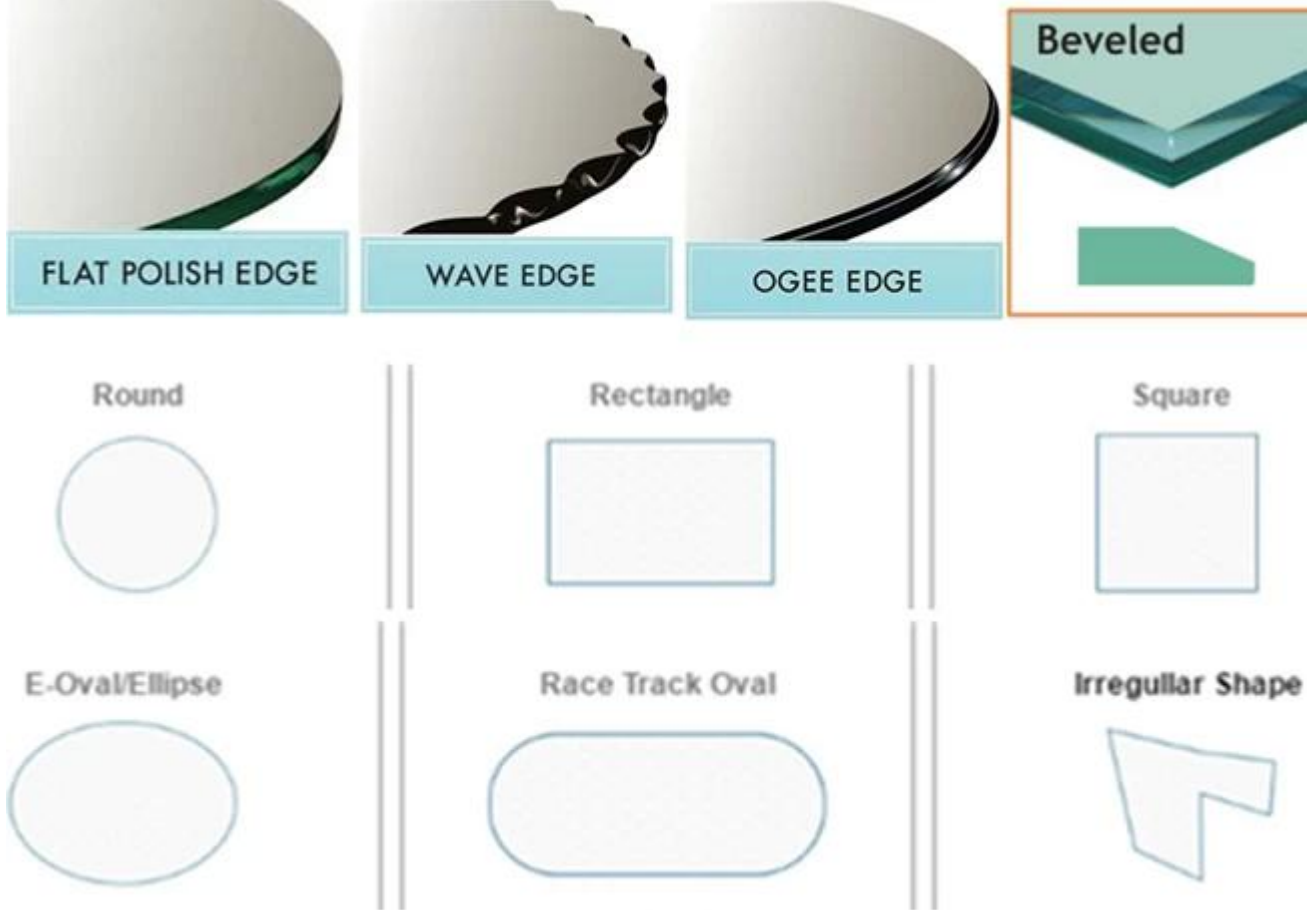 Beveled
FLAT POLISH EDGE
WAVE EDGE
OGEE EDGE
Round
Rectangle
Square
E-Oval/Ellipse
Race Track Oval
Irregullar Shape